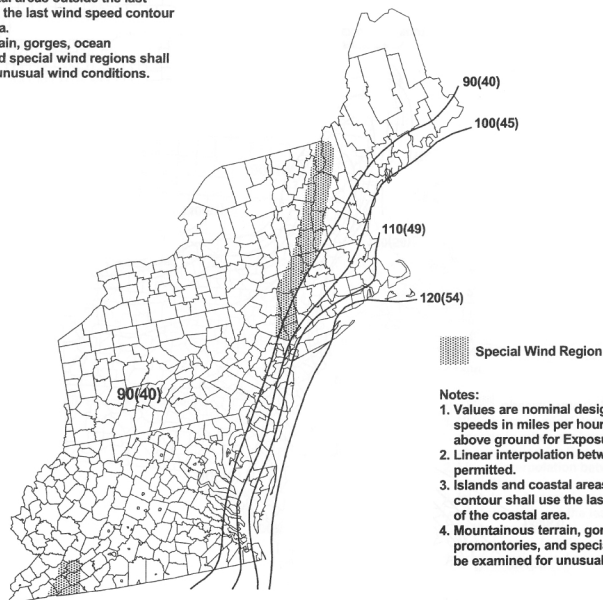 al areas outside the last
the last wind speed contour
a.
ain, gorges, ocean
d special wind regions shall
unusual wind conditions.
90(40)
100(45)
110(49)
120(54)
90(40)
Special Wind Region
Notes:
1. Values are nominal desig
speeds in miles per hour
above ground for Exposu
2. Linear interpolation betw
permitted.
3. Islands and coastal areas
contour shall use the las
of the coastal area.
4. Mountainous terrain, gor
promontories, and specia
be examined for unusual